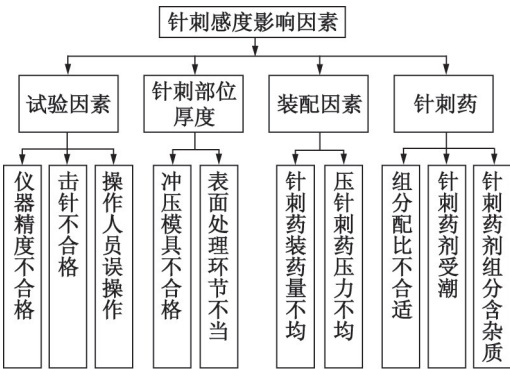 针刺感度影响因素
试验因素
针刺部位
厚度
装配因素
针刺药
仪器精度不合格
击针不合格
操作人员误操作
冲压模具不合格
表面处理环节不当
针刺药装药量不均
压针刺药压力不均
组分配比不合适
针刺药剂受潮
针刺药剂组分含杂质